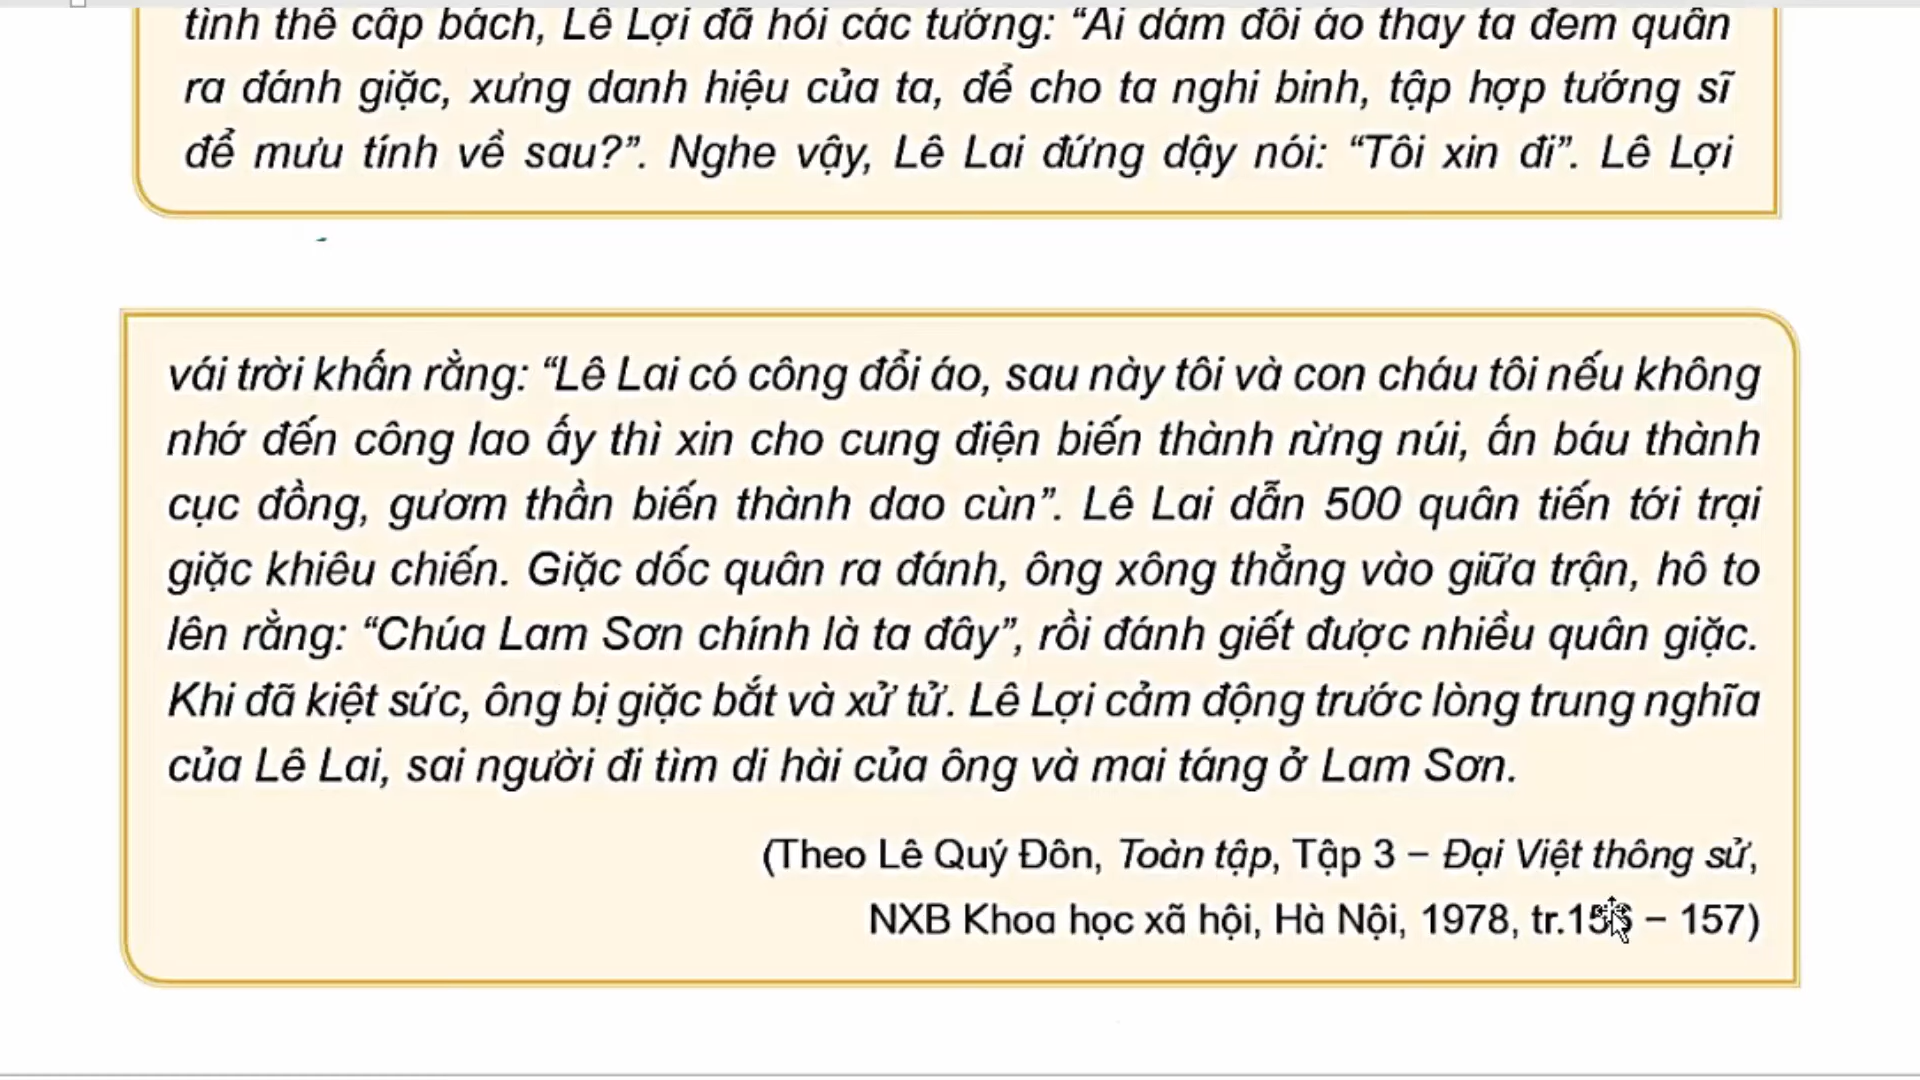 tình thế cấp bách, Lê Lợi đã hỏi các tướng: “Ai dám đổi áo thay ta đem quân
ra đánh giặc, xưng danh hiệu của ta, để cho ta nghi binh, tập hợp tướng sĩ
để mưu tính về sau?”. Nghe vậy, Lê Lai đứng dậy nói: “Tôi xin đi”. Lê Lợi
vái trời khấn rằng: “Lê Lai có công đổi áo, sau này tôi và con cháu tôi nếu không
nhớ đến công lao ấy thì xin cho cung điện biến thành rừng núi, ấn báu thành
cục đồng, gươm thần biến thành dao cùn”. Lê Lai dẫn 500 quân tiến tới trại
giặc khiêu chiến. Giặc dốc quân ra đánh, ông xông thẳng vào giữa trận, hô to
lên rằng: “Chúa Lam Sơn chính là ta đây”, rồi đánh giết được nhiều quân giặc.
Khi đã kiệt sức, ông bị giặc bắt và xử tử. Lê Lợi cảm động trước lòng trung nghĩa
của Lê Lai, sai người đi tìm di hài của ông và mai táng ở Lam Sơn.
(Theo Lê Quý Đôn, Toàn tập, Tập 3 – Đại Việt thông sử,
NXB Khoa học xã hội, Hà Nội, 1978, tr.156 – 157)